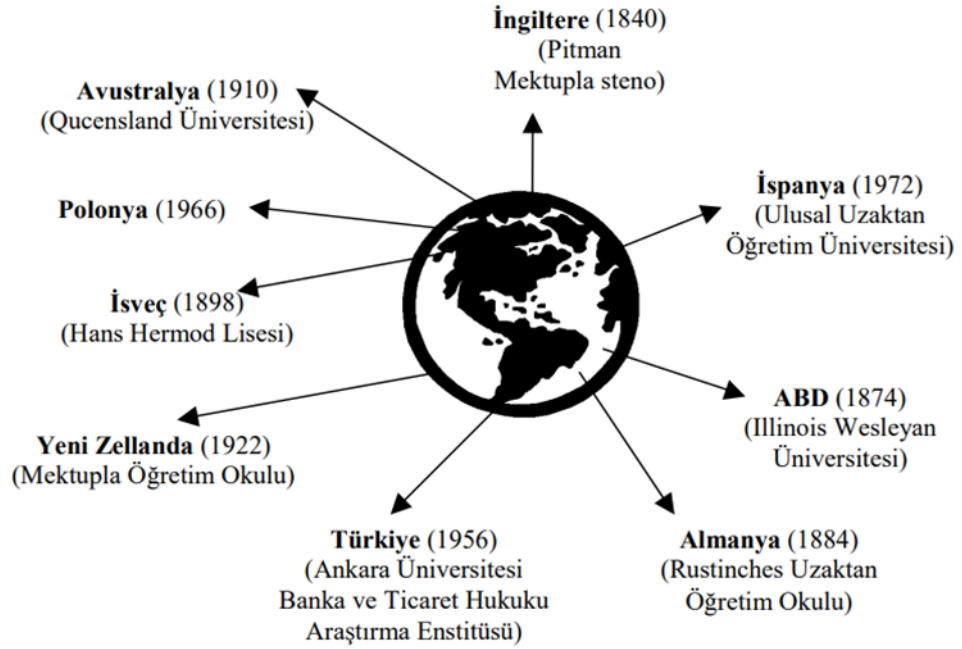 İngiltere (1840)
(Pitman
Mektupla steno)
Avustralya (1910)
(Qucensland Üniversitesi)
Polonya (1966)
İspanya (1972)
(Ulusal Uzaktan
Öğretim Üniversitesi)
İsveç (1898)
(Hans Hermod Lisesi)
ABD (1874)
(Illinois Wesleyan
Üniversitesi)
Yeni Zellanda (1922)
(Mektupla Öğretim Okulu)
Türkiye (1956)
(Ankara Üniversitesi
Banka ve Ticaret Hukuku
Araştırma Enstitüsü)
Almanya (1884)
(Rustinches Uzaktan
Öğretim Okulu)